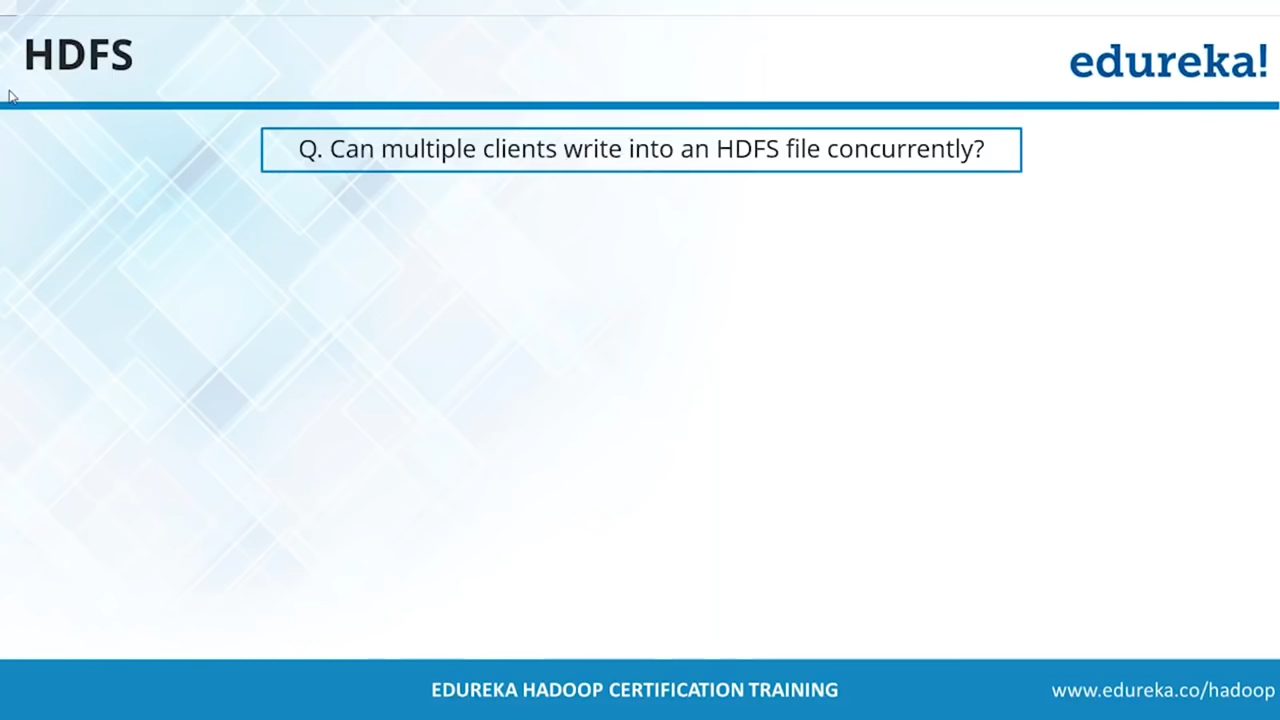 HDFS
edureka!
Q. Can multiple clients write into an HDFS file concurrently?
EDUREKA HADOOP CERTIFICATION TRAINING
www.edureka.co/hadoop